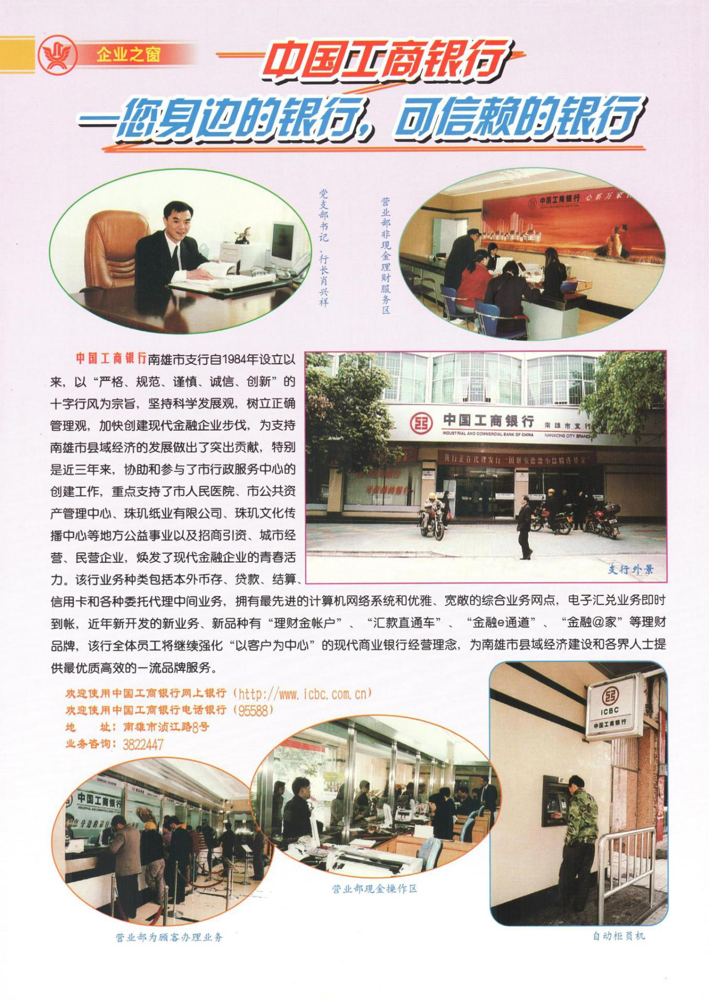 企业之窗
中国工商银行
—您身边的银行，可信赖的银行
党支部书记、行长肖兴祥
营业部非现金理财服务区
中国工商银行 心系万家
中国工商银行南雄市支行自1984年设立以
来，以“严格、规范、谨慎、诚信、创新”的
十字行风为宗旨，坚持科学发展观，树立正确
管理观，加快创建现代金融企业步伐，为支持
南雄市县域经济的发展做出了突出贡献，特别
是近三年来，协助和参与了市行政服务中心的
创建工作，重点支持了市人民医院、市公共资
产管理中心、珠玑纸业有限公司、珠玑文化传
播中心等地方公益事业以及招商引资、城市经
营、民营企业，焕发了现代金融企业的青春活
力。该行业务种类包括本外币存、贷款、结算、
信用卡和各种委托代理中间业务，拥有最先进的计算机网络系统和优雅、宽敞的综合业务网点，电子汇兑业务即时
到帐，近年新开发的新业务、新品种有“理财金帐户”、“汇款直通车”、“金融e通道”、“金融@家”等理财
品牌，该行全体员工将继续强化“以客户为中心”的现代商业银行经营理念，为南雄市县域经济建设和各界人士提
供最优质高效的一流品牌服务。
中国工商银行 南雄市支行
INDUSTRIAL AND COMMERCIAL BANK OF CHINA NANXIONG CITY BRANCH
我行正在代理发行“国联安德盛小盘精选基金”
可信赖的银行
支行外景
欢迎使用中国工商银行网上银行（http://www.icbc.com.cn）
欢迎使用中国工商银行电话银行（95588）
地　　址：南雄市浈江路8号
业务咨询：3822447
中国工商银行
INDUSTRIAL AND COMMERCIAL BANK OF
您身边的银行
营业部为顾客办理业务
营业部现金操作区
ICBC
中国工商银行
自动柜员机